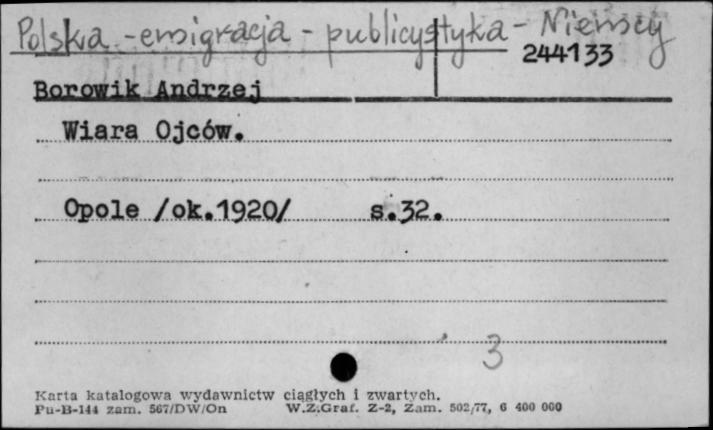 Polska - emigracja - publicystyka - Niemcy
244133
Borowik Andrzej
Wiara Ojców.
Opole /ok.1920/ s.32.
3
Karta katalogowa wydawnictw ciągłych i zwartych.
Pu-B-144 zam. 567/DW/On W.Z.Graf. Z-2, Zam. 502/77, 6 400 000